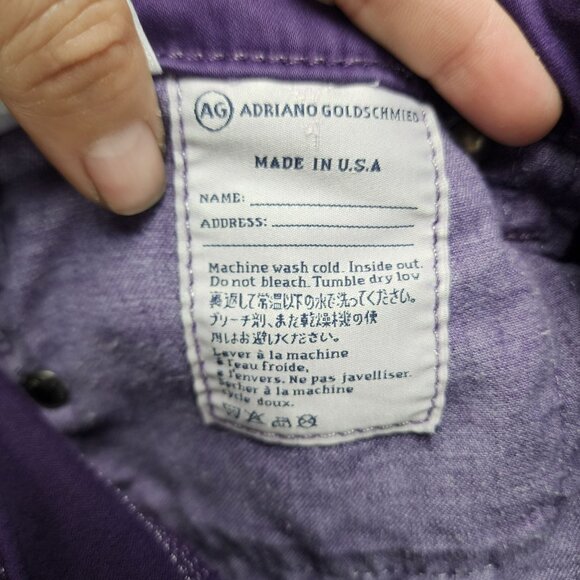 AG ADRIANO GOLDSCHMIED
MADE IN U.S.A
NAME:
ADDRESS:
Machine wash cold. Inside out.
Do not bleach. Tumble dry low
裏返して常温以下の水で洗ってください。
ブリーチ剤、また乾燥機の使
用はお避けください。
Laver à la machine
à l'eau froide,
à l'envers. Ne pas javelliser.
Sécher à la machine
cycle doux.